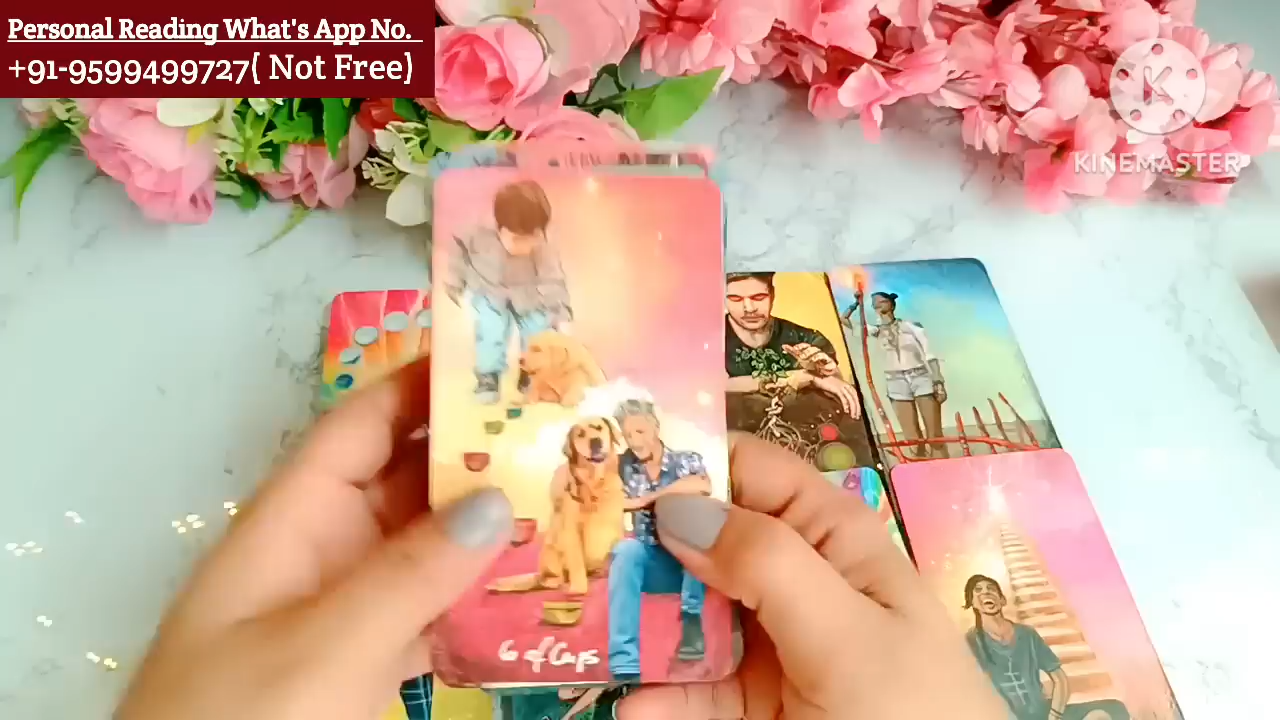 Personal Reading What's App No.
+91-9599499727( Not Free)
K
KINEMASTER
6 of Cups